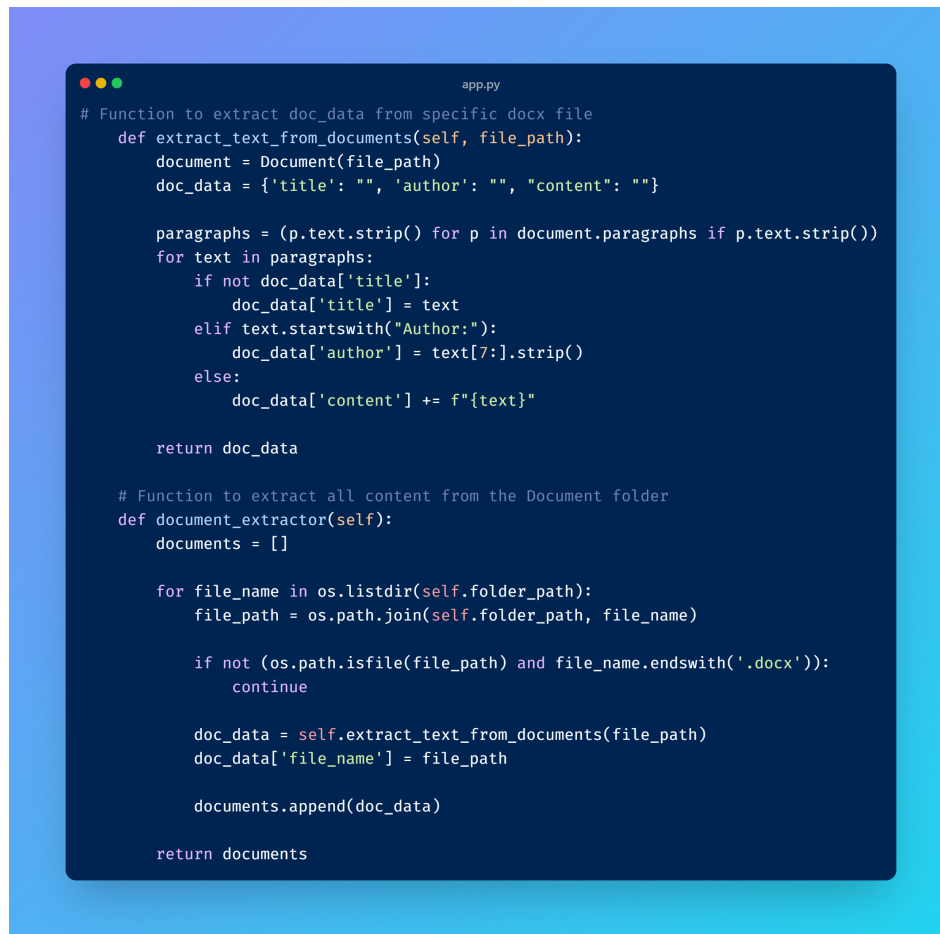 app.py
# Function to extract doc_data from specific docx file
    def extract_text_from_documents(self, file_path):
        document = Document(file_path)
        doc_data = {'title': "", 'author': "", "content": ""}

        paragraphs = (p.text.strip() for p in document.paragraphs if p.text.strip())
        for text in paragraphs:
            if not doc_data['title']:
                doc_data['title'] = text
            elif text.startswith("Author:"):
                doc_data['author'] = text[7:].strip()
            else:
                doc_data['content'] += f"{text}"

        return doc_data

    # Function to extract all content from the Document folder
    def document_extractor(self):
        documents = []

        for file_name in os.listdir(self.folder_path):
            file_path = os.path.join(self.folder_path, file_name)

            if not (os.path.isfile(file_path) and file_name.endswith('.docx')):
                continue

            doc_data = self.extract_text_from_documents(file_path)
            doc_data['file_name'] = file_path

            documents.append(doc_data)

        return documents